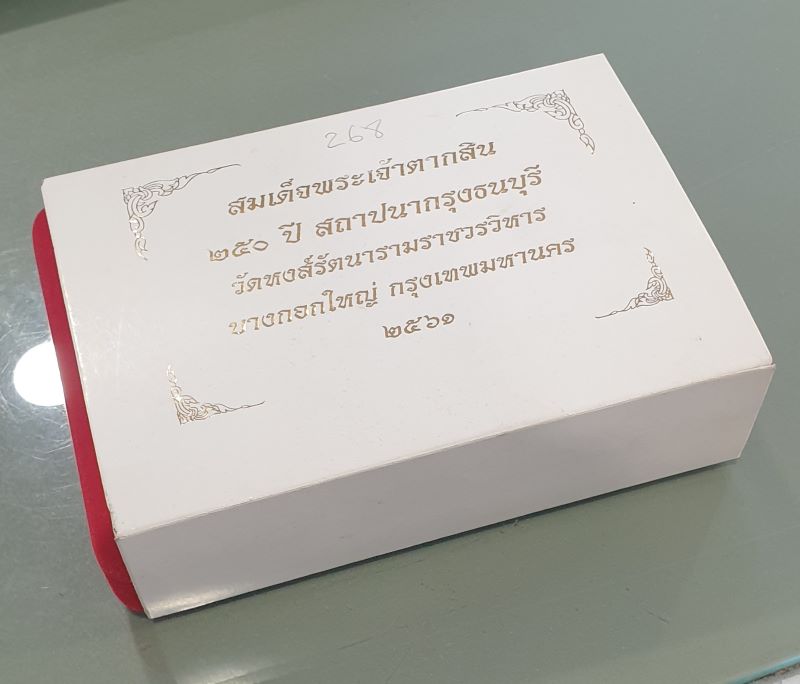 268
สมเด็จพระเจ้าตากสิน
๒๕๐ ปี สถาปนากรุงธนบุรี
วัดหงส์รัตนารามราชวรวิหาร
บางกอกใหญ่ กรุงเทพมหานคร
๒๕๖๑